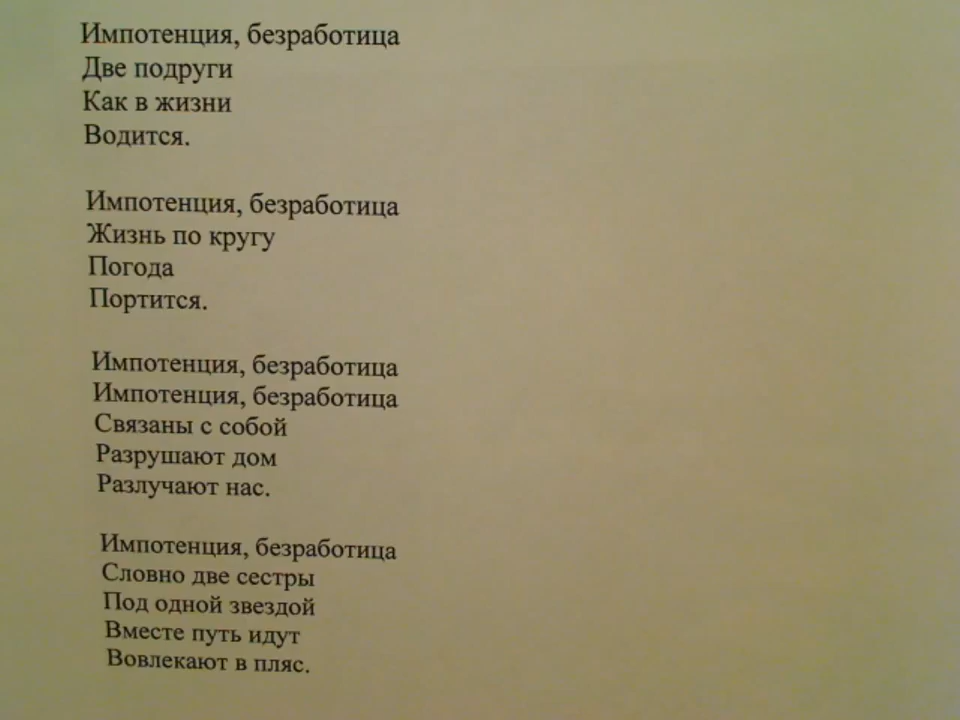 Импотенция, безработица
Две подруги
Как в жизни
Водится.
Импотенция, безработица
Жизнь по кругу
Погода
Портится.
Импотенция, безработица
Импотенция, безработица
Связаны с собой
Разрушают дом
Разлучают нас.
Импотенция, безработица
Словно две сестры
Под одной звездой
Вместе путь идут
Вовлекают в пляс.